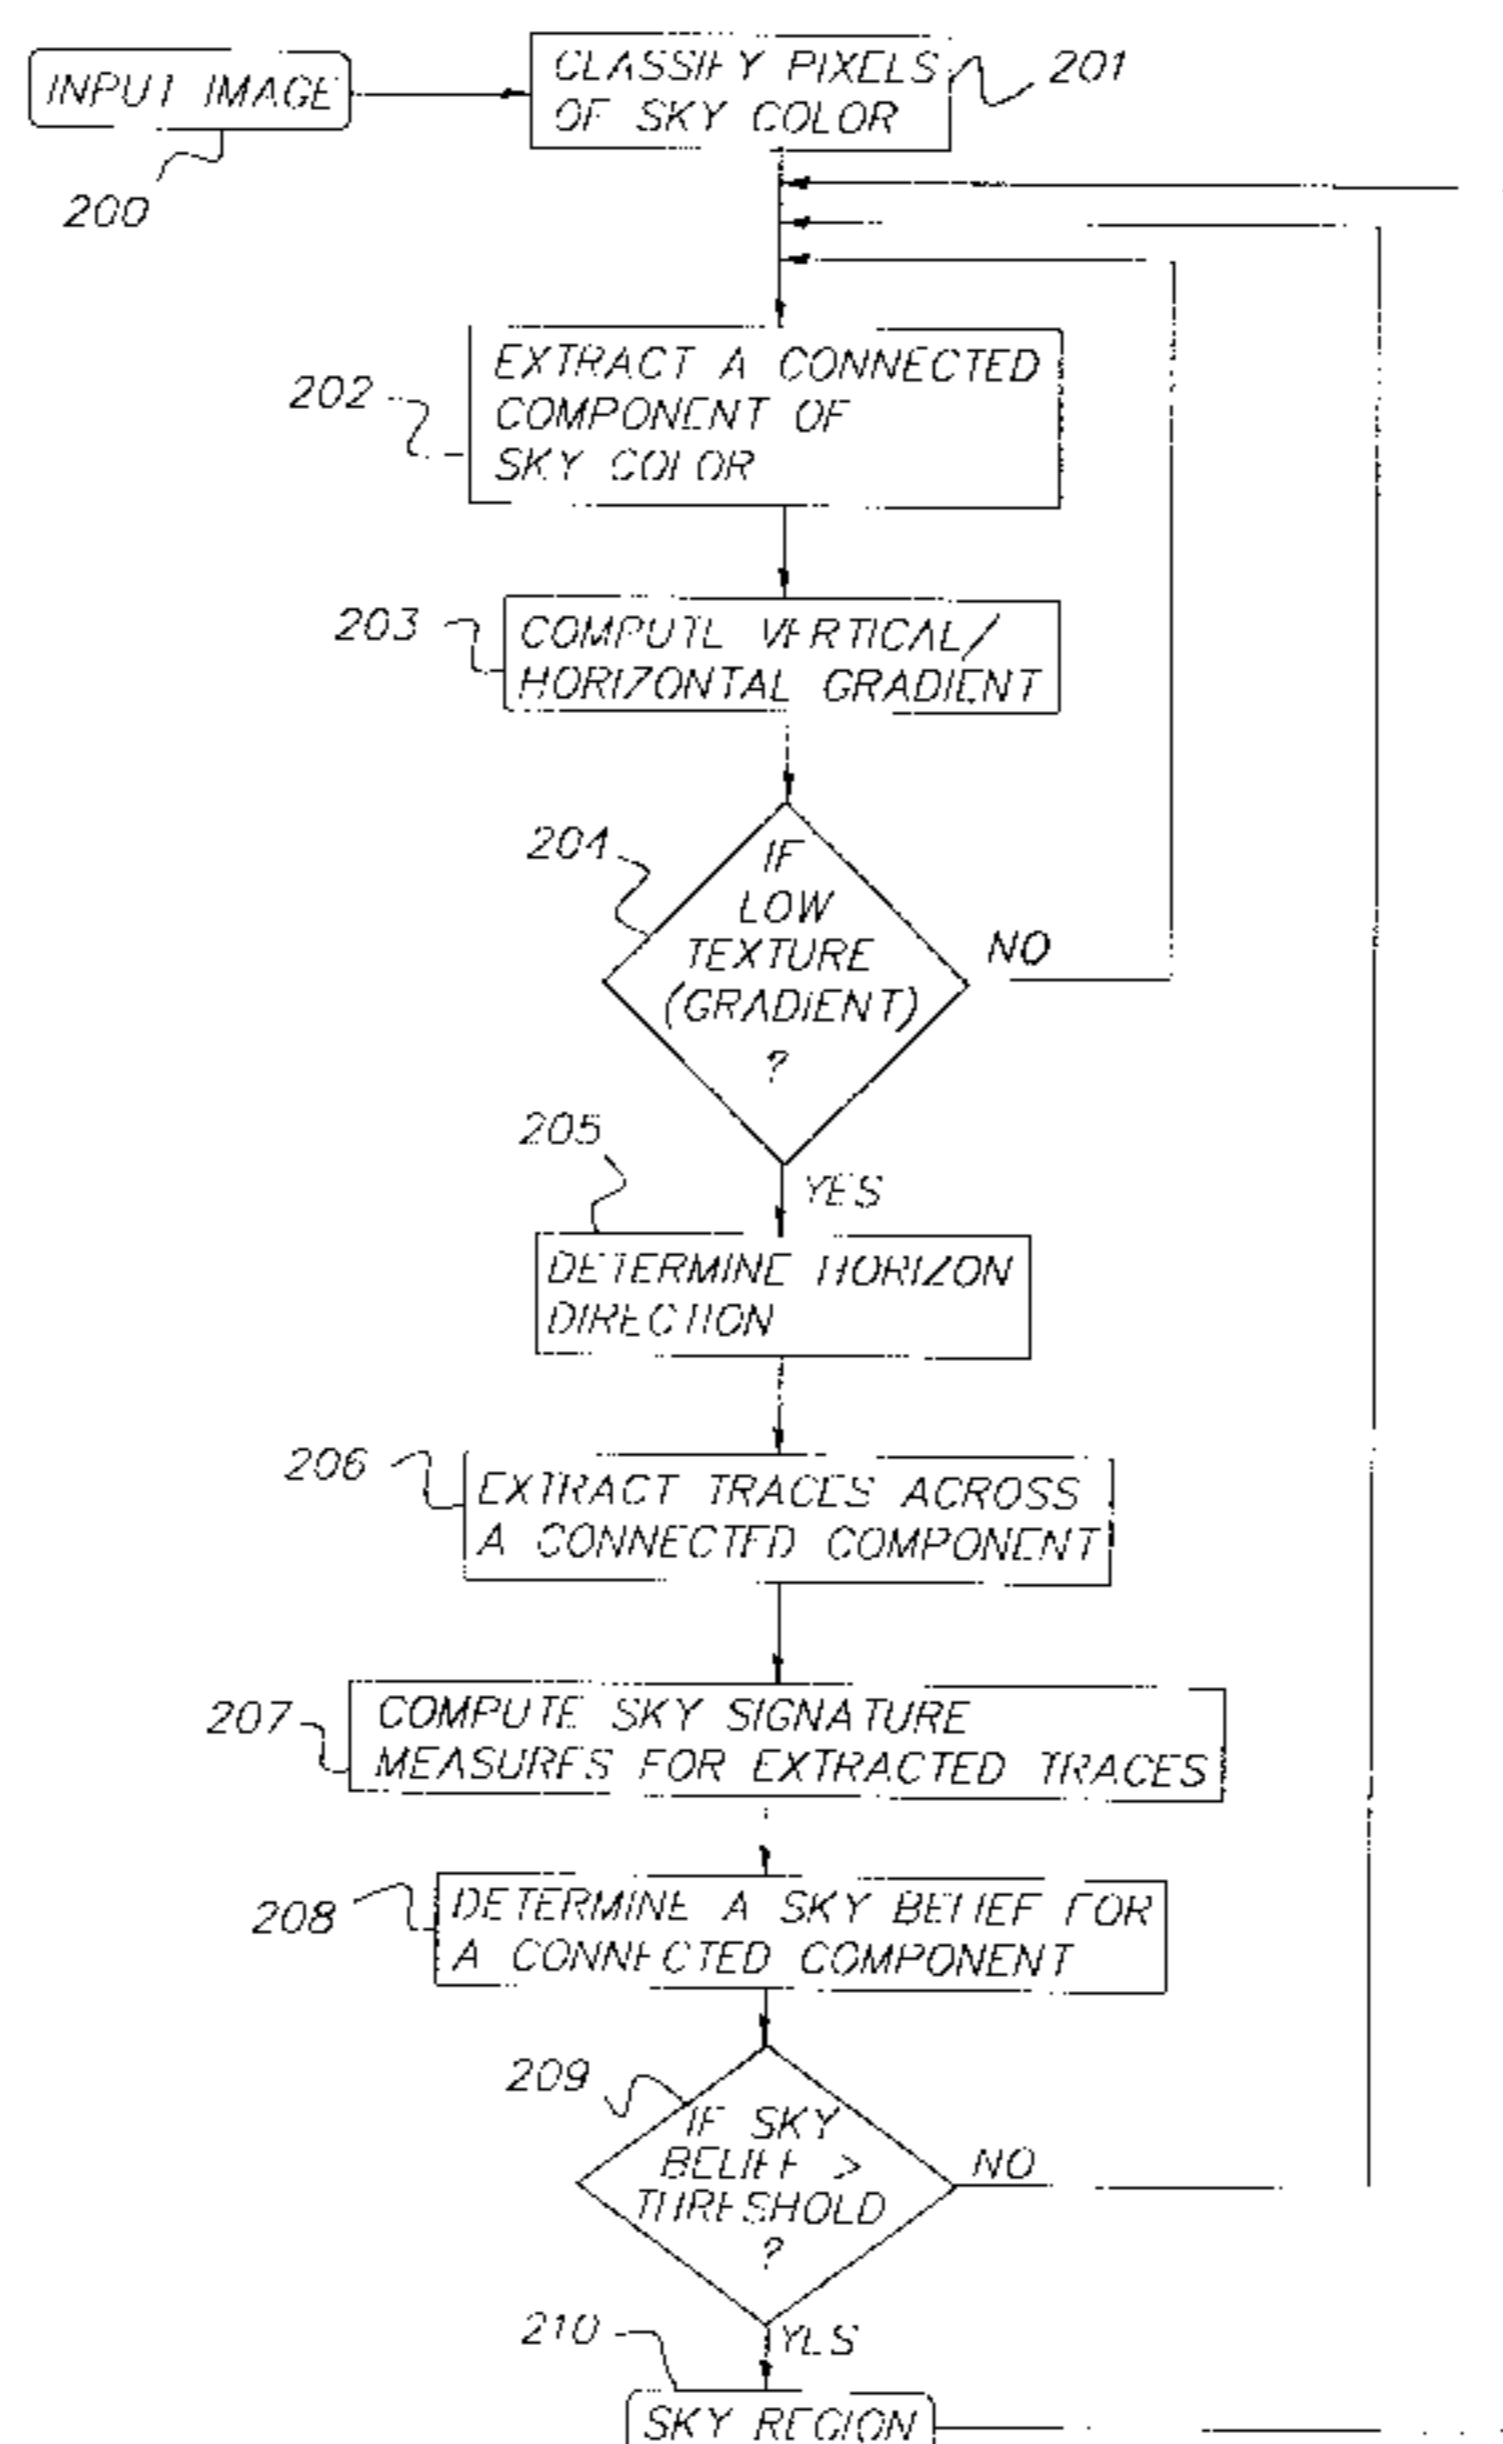 INPUT IMAGE
200
CLASSIFY PIXELS
OF SKY COLOR
201
202
EXTRACT A CONNECTED
COMPONENT OF
SKY COLOR
203
COMPUTE VERTICAL/
HORIZONTAL GRADIENT
204
IF
LOW
TEXTURE
(GRADIENT)
?
NO
YES
205
DETERMINE HORIZON
DIRECTION
206
EXTRACT TRACES ACROSS
A CONNECTED COMPONENT
207
COMPUTE SKY SIGNATURE
MEASURES FOR EXTRACTED TRACES
208
DETERMINE A SKY BELIEF FOR
A CONNECTED COMPONENT
209
IF SKY
BELIEF >
THRESHOLD
?
NO
YES
210
SKY REGION